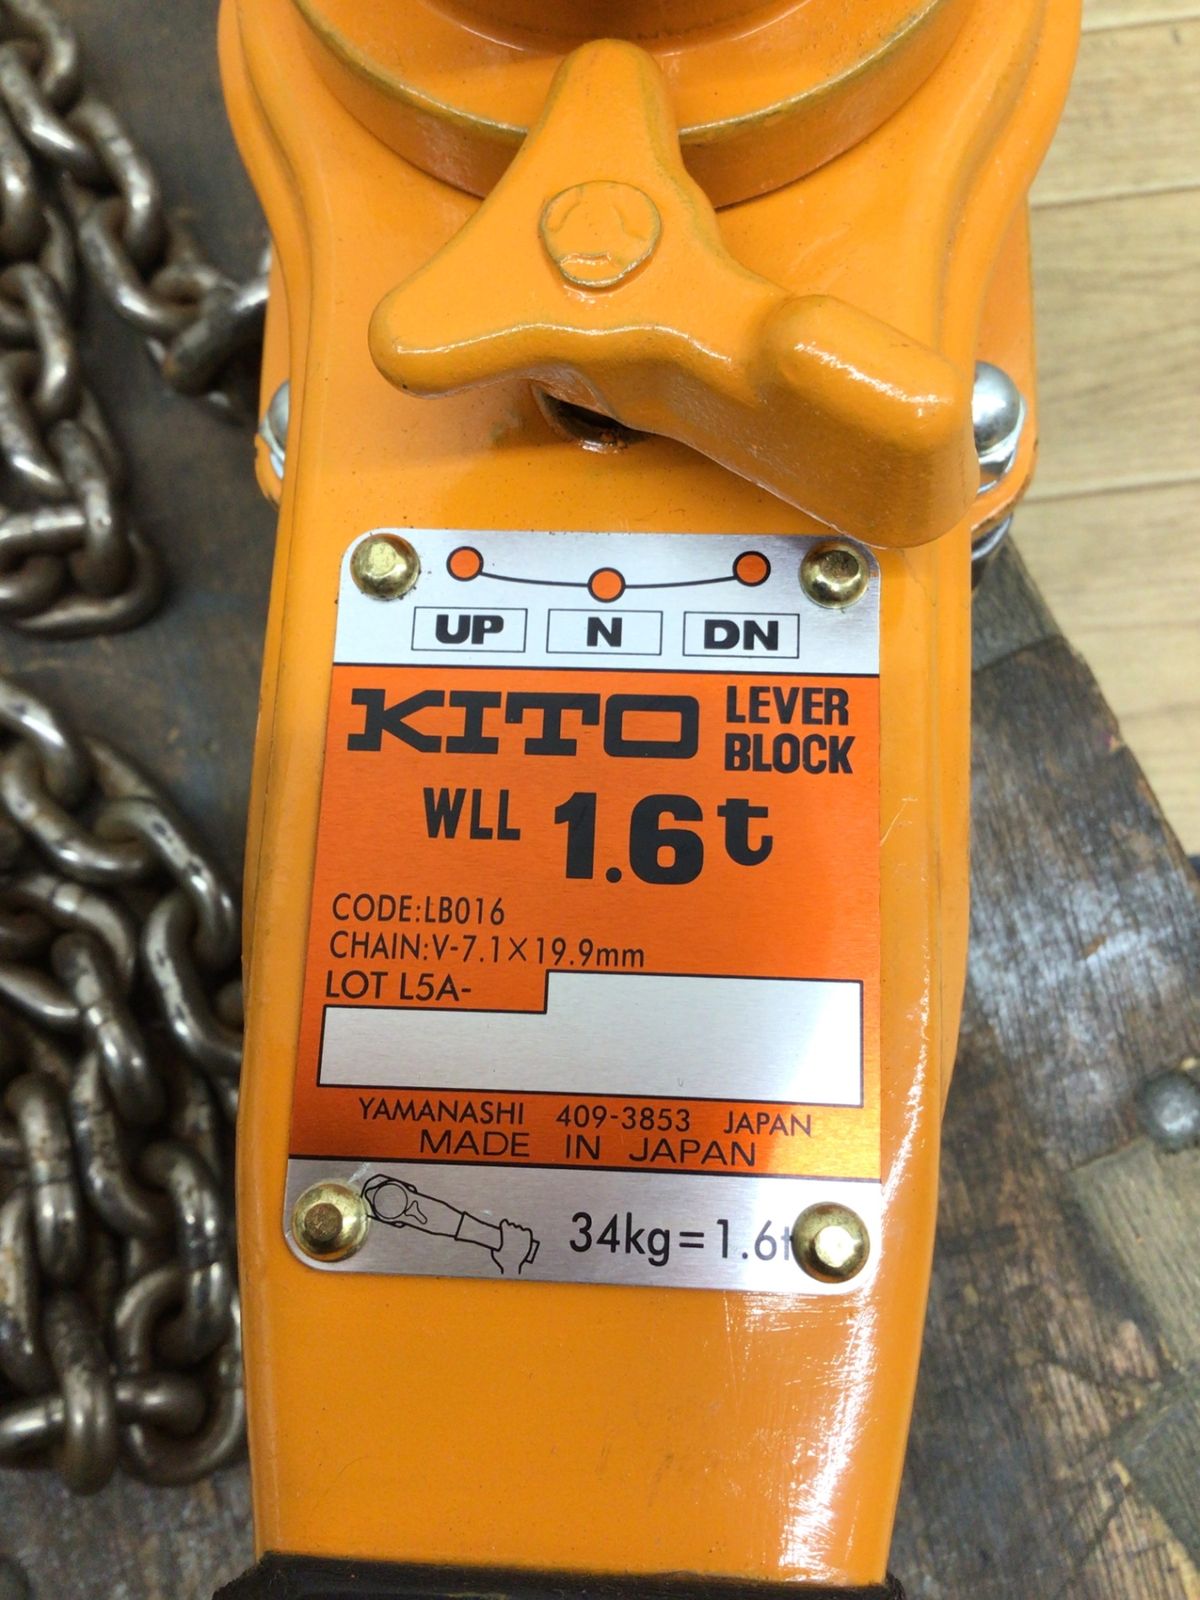 UP N DN
KITO LEVER BLOCK
WLL 1.6t
CODE:LB016
CHAIN:V-7.1×19.9mm
LOT L5A-
YAMANASHI 409-3853 JAPAN
MADE IN JAPAN
34kg=1.6t